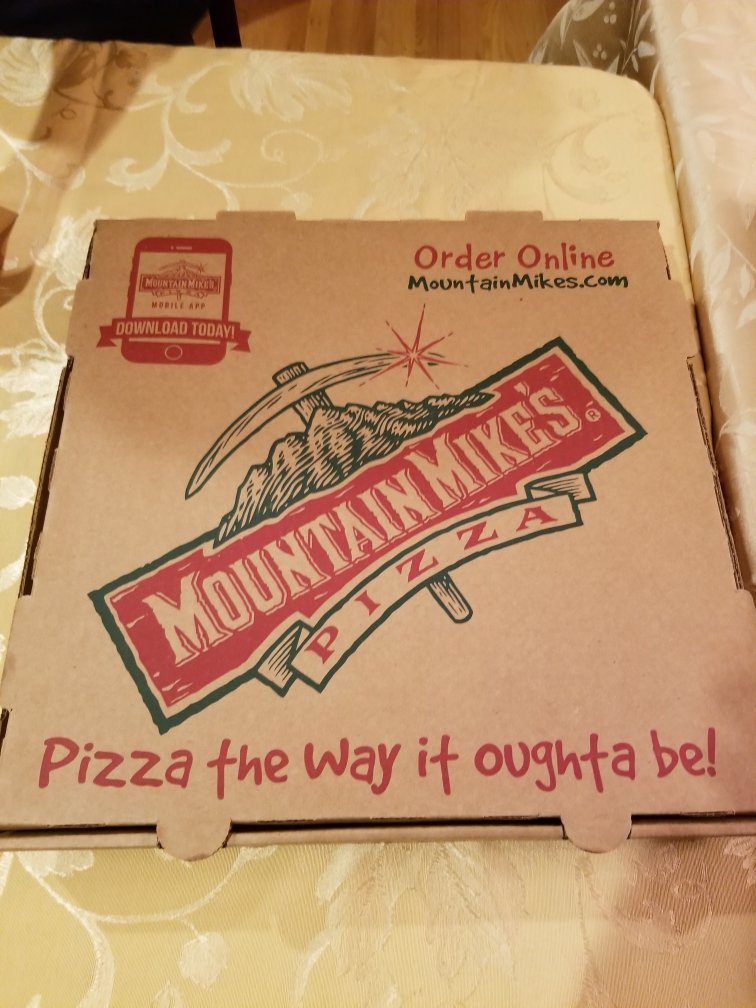 MOUNTAIN MIKE'S
MOBILE APP
DOWNLOAD TODAY!
Order Online
MountainMikes.com
MOUNTAIN MIKE'S®
PIZZA
Pizza the way it oughta be!